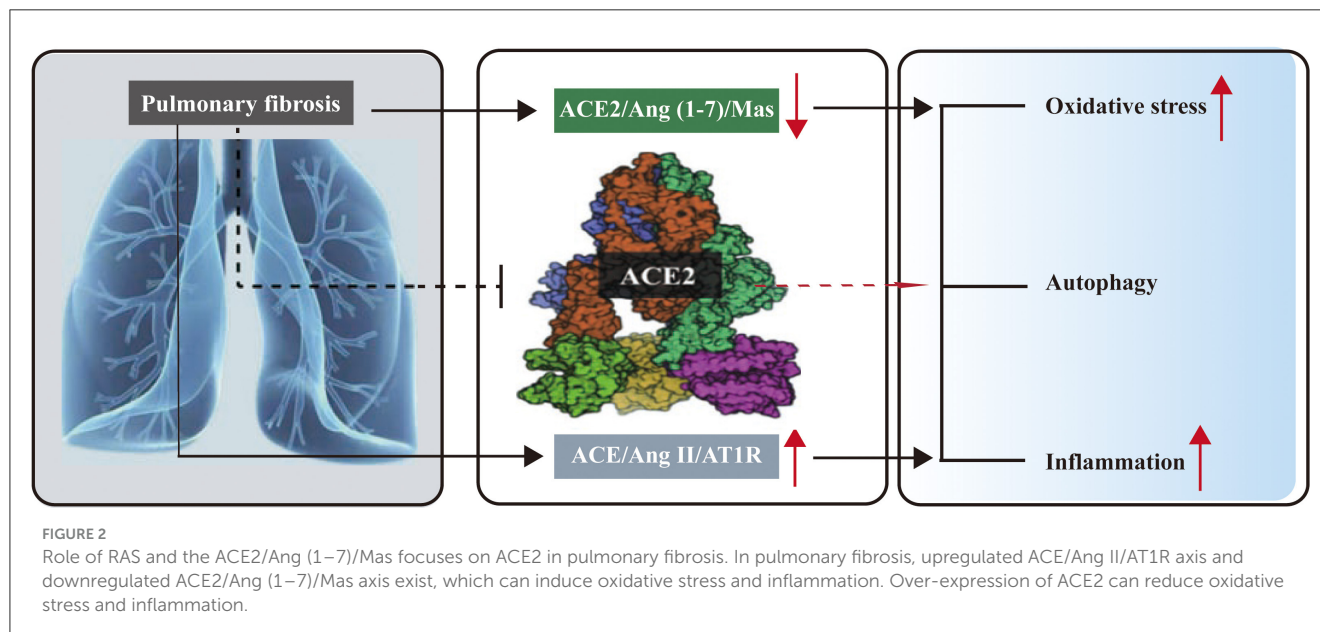 Pulmonary fibrosis
ACE2/Ang (1-7)/Mas
Oxidative stress
ACE2
Autophagy
ACE/Ang II/AT1R
Inflammation
FIGURE 2
Role of RAS and the ACE2/Ang (1–7)/Mas focuses on ACE2 in pulmonary fibrosis. In pulmonary fibrosis, upregulated ACE/Ang II/AT1R axis and
downregulated ACE2/Ang (1–7)/Mas axis exist, which can induce oxidative stress and inflammation. Over-expression of ACE2 can reduce oxidative
stress and inflammation.